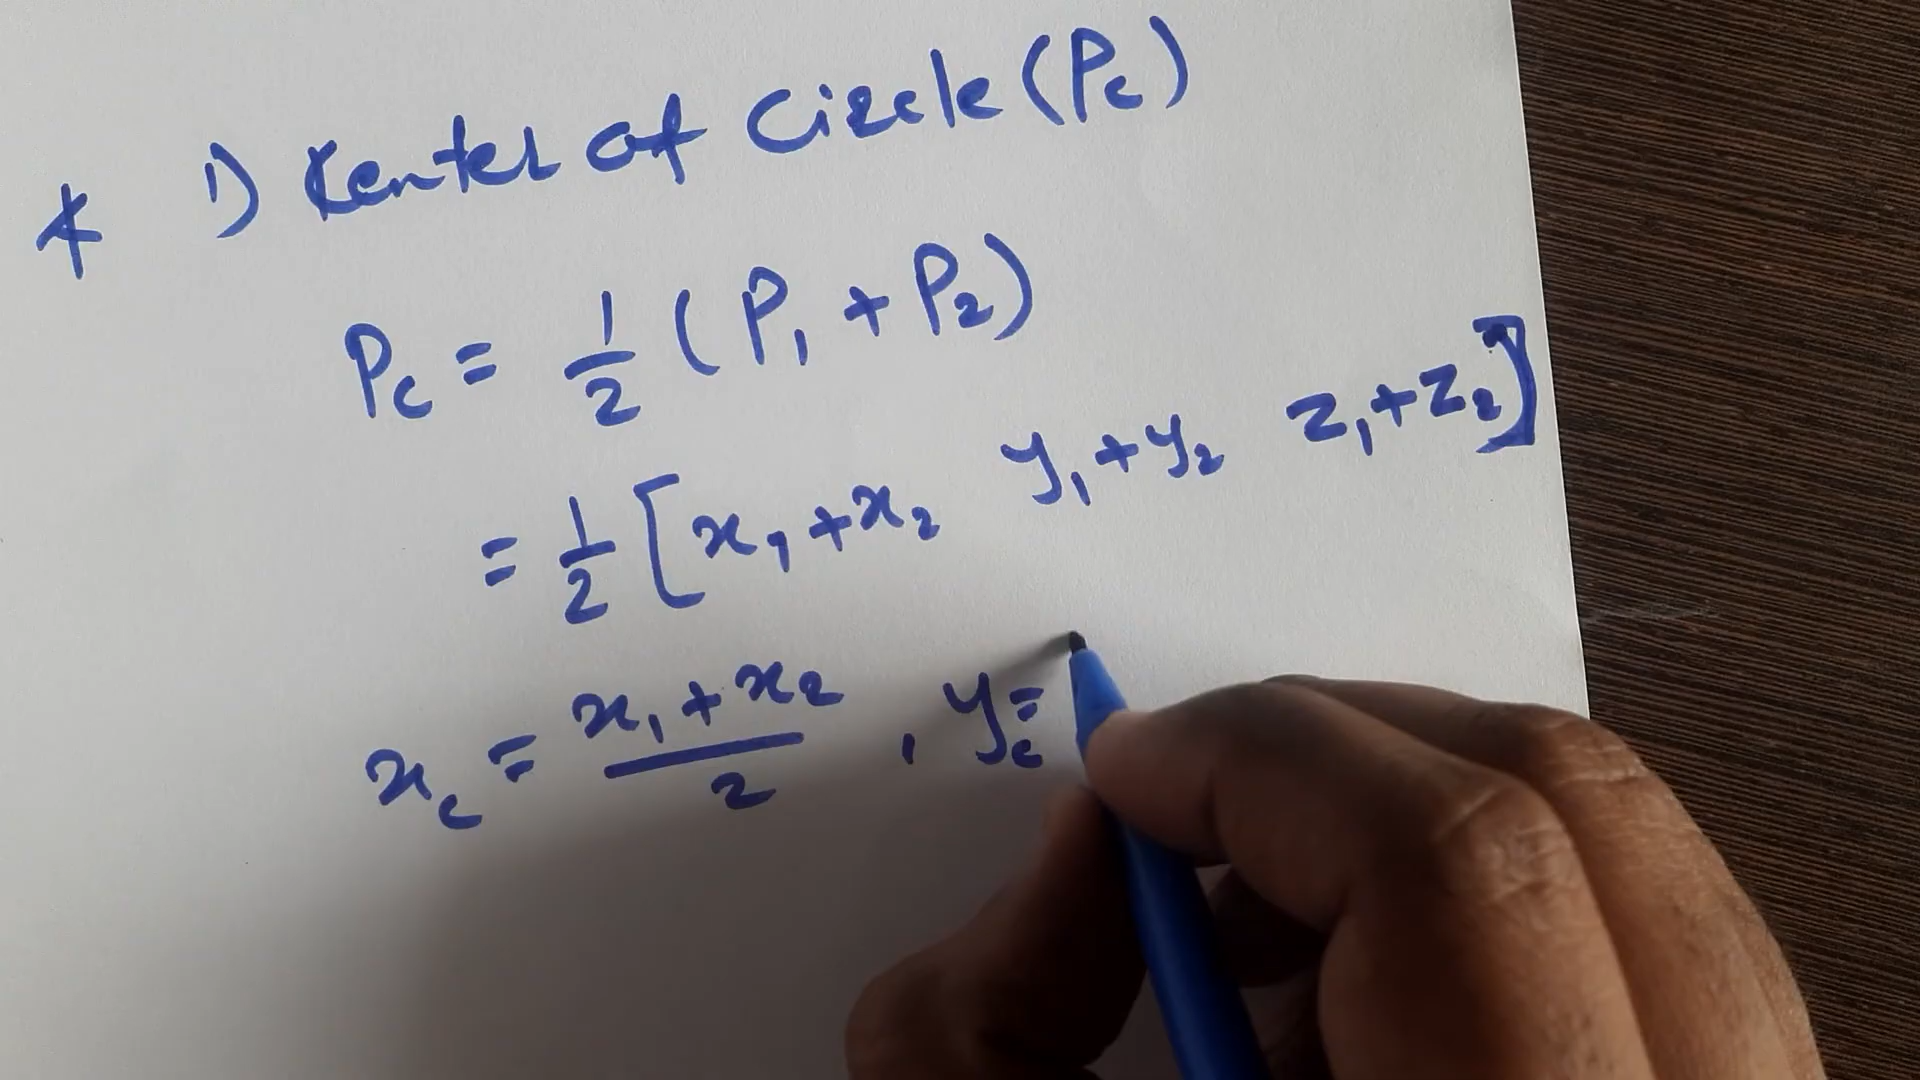 * 1) Center of Circle (Pc)
Pc = 1/2 (P1 + P2)
= 1/2 [x1 + x2 y1 + y2 z1 + z2]
xc = x1 + x2 / 2 , yc =